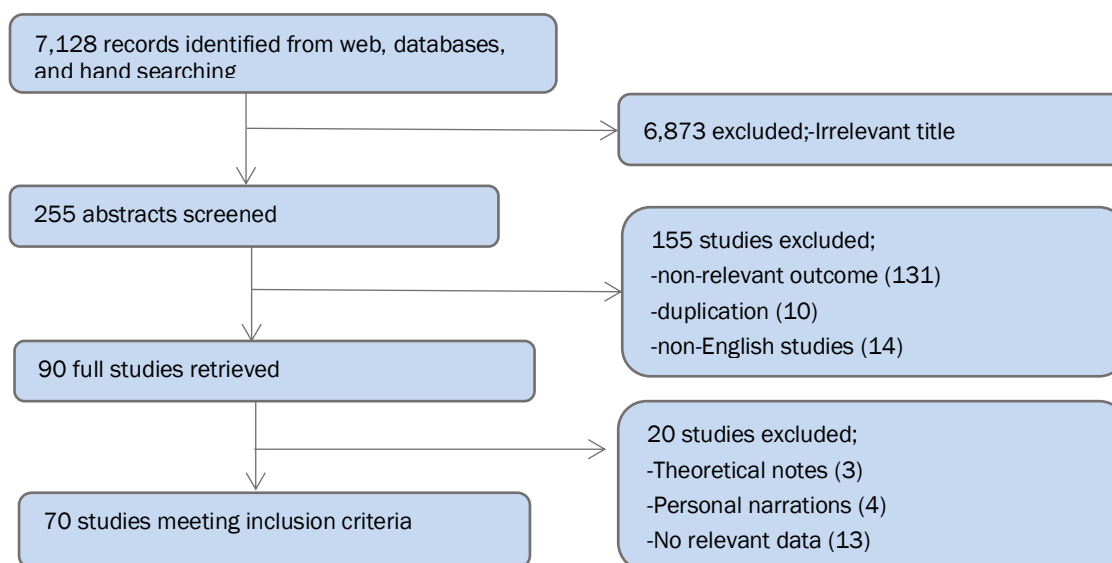 7,128 records identified from web, databases,
and hand searching
6,873 excluded;-Irrelevant title
255 abstracts screened
155 studies excluded;
-non-relevant outcome (131)
-duplication (10)
-non-English studies (14)
90 full studies retrieved
20 studies excluded;
-Theoretical notes (3)
-Personal narrations (4)
-No relevant data (13)
70 studies meeting inclusion criteria